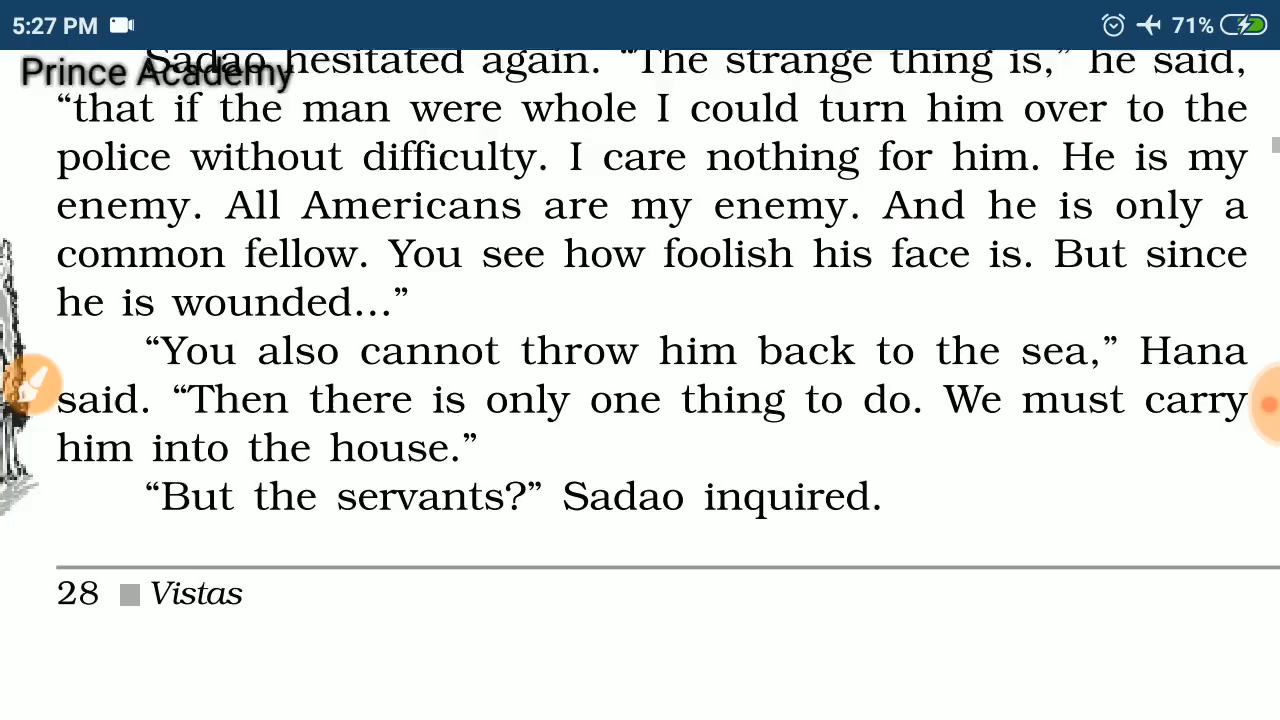 5:27 PM 71%
Prince Academy
Sadao hesitated again. “The strange thing is,” he said,
“that if the man were whole I could turn him over to the
police without difficulty. I care nothing for him. He is my
enemy. All Americans are my enemy. And he is only a
common fellow. You see how foolish his face is. But since
he is wounded...”
“You also cannot throw him back to the sea,” Hana
said. “Then there is only one thing to do. We must carry
him into the house.”
“But the servants?” Sadao inquired.
28 Vistas